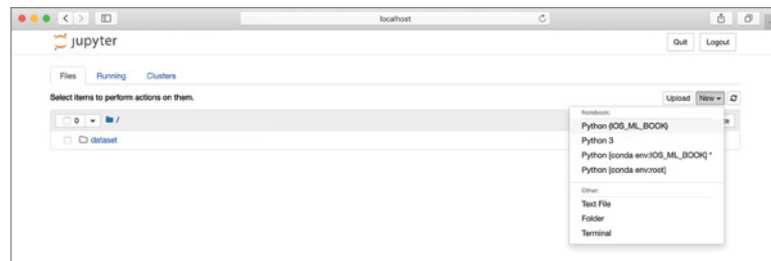 localhost
jupyter
Quit Logout
Files Running Clusters
Select items to perform actions on them.
Upload New
0 /
Notebook:
dataset
Python (IOS_ML_BOOK)
Python 3
Python [conda env:IOS_ML_BOOK] *
Python [conda env:root]
Other:
Text File
Folder
Terminal